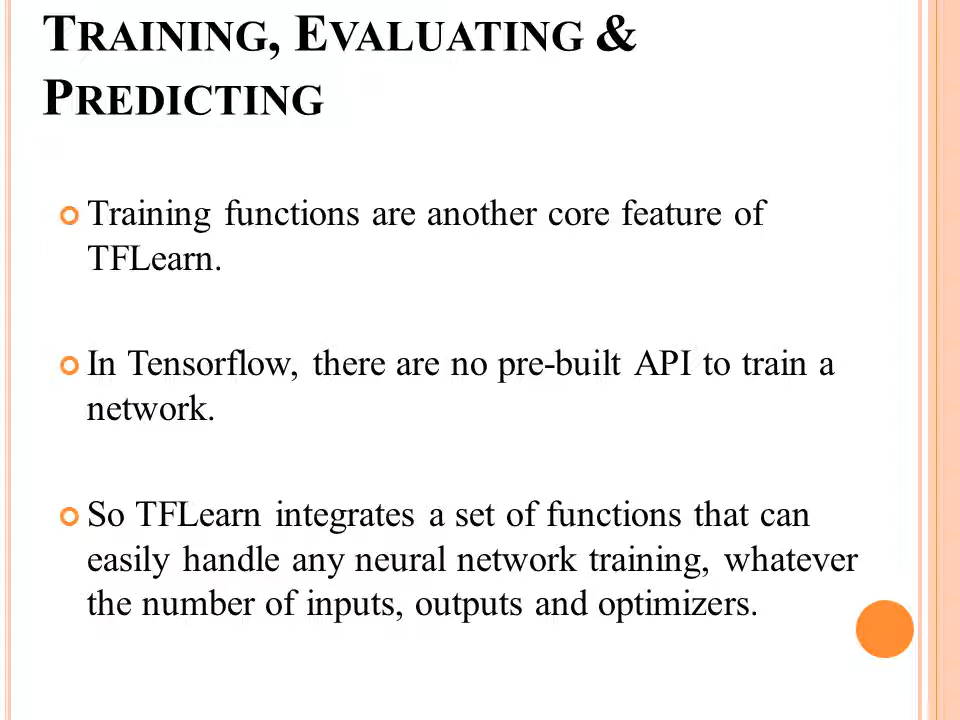 TRAINING, EVALUATING &
PREDICTING
Training functions are another core feature of
TFLearn.
In Tensorflow, there are no pre-built API to train a
network.
So TFLearn integrates a set of functions that can
easily handle any neural network training, whatever
the number of inputs, outputs and optimizers.